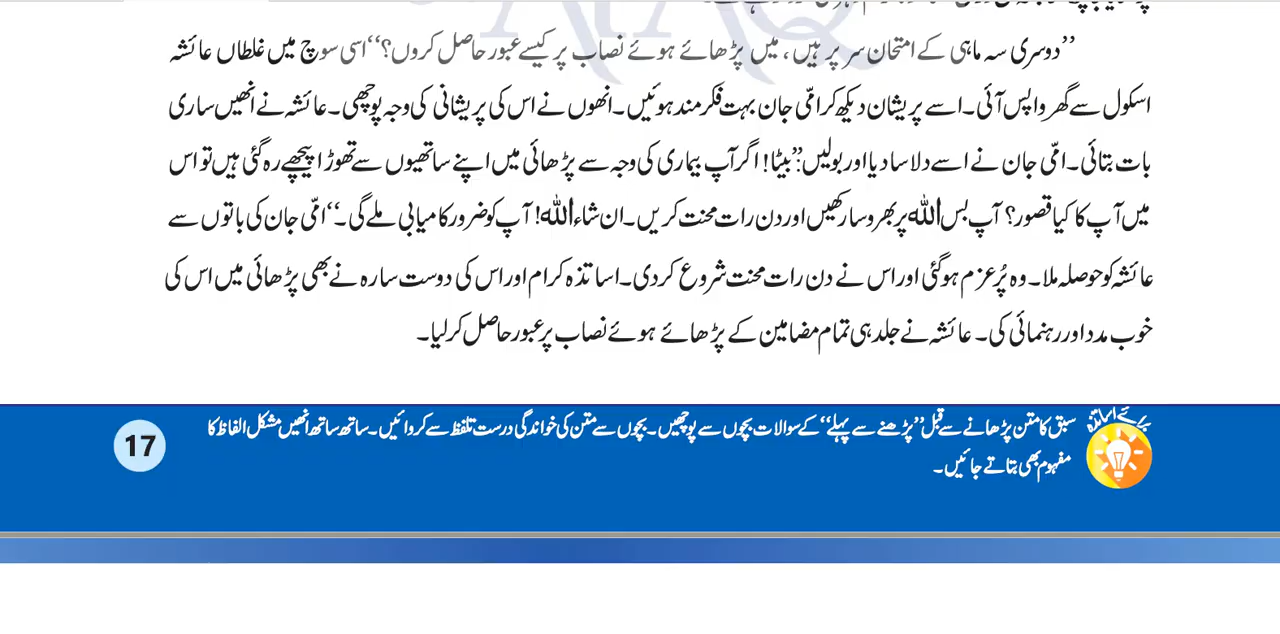 ’’دوسری سہ ماہی کے امتحان سر پر ہیں، میں پڑھائے ہوئے نصاب پر کیسے عبور حاصل کروں؟‘‘ اسی سوچ میں غلطاں عائشہ
اسکول سے گھر واپس آئی۔ اسے پریشان دیکھ کر امّی جان بہت فکر مند ہوئیں۔ انھوں نے اس کی پریشانی کی وجہ پوچھی۔ عائشہ نے انھیں ساری
بات بتائی۔ امّی جان نے اسے دلاسا دیا اور بولیں: ’’بیٹا! اگر آپ بیماری کی وجہ سے پڑھائی میں اپنے ساتھیوں سے تھوڑا پیچھے رہ گئی ہیں تو اس
میں آپ کا کیا قصور؟ آپ بس اللہ پر بھروسا رکھیں اور دن رات محنت کریں۔ ان شاء اللہ! آپ کو ضرور کامیابی ملے گی۔‘‘ امّی جان کی باتوں سے
عائشہ کو حوصلہ ملا۔ وہ پُر عزم ہوگئی اور اس نے دن رات محنت شروع کر دی۔ اساتذہ کرام اور اس کی دوست سارہ نے بھی پڑھائی میں اس کی
خوب مدد اور رہنمائی کی۔ عائشہ نے جلد ہی تمام مضامین کے پڑھائے ہوئے نصاب پر عبور حاصل کر لیا۔
برائے اساتذہ
سبق کا متن پڑھانے سے قبل ’’پڑھنے سے پہلے‘‘ کے سوالات بچوں سے پوچھیں۔ بچوں سے متن کی خواندگی درست تلفظ سے کروائیں۔ ساتھ ساتھ انھیں مشکل الفاظ کا
مفہوم بھی بتاتے جائیں۔
17